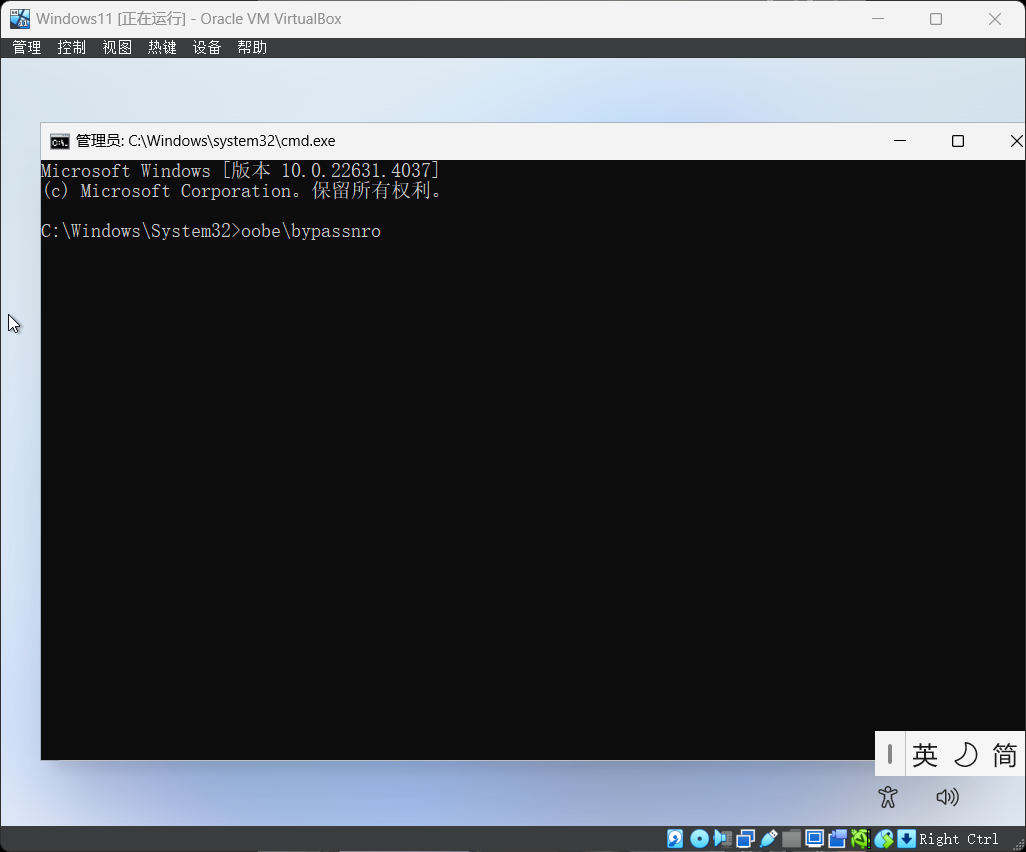 Windows11 [正在运行] - Oracle VM VirtualBox
管理 控制 视图 热键 设备 帮助
管理员: C:\Windows\system32\cmd.exe
Microsoft Windows [版本 10.0.22631.4037]
(c) Microsoft Corporation。保留所有权利。
C:\Windows\System32>oobe\bypassnro
英 简
Right Ctrl